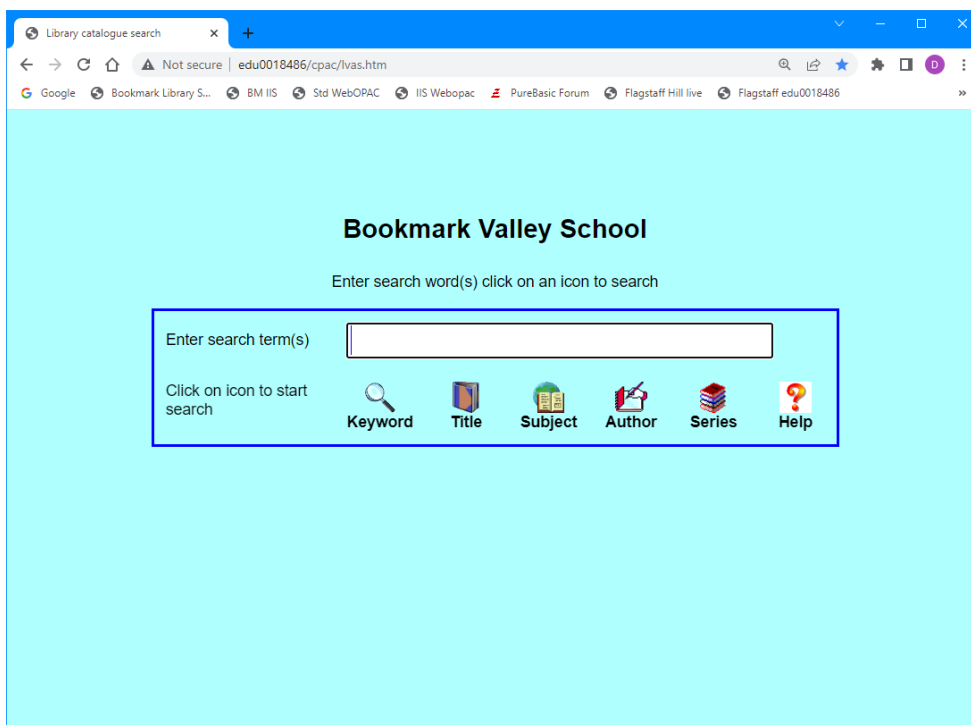 Library catalogue search
Not secure | edu0018486/cpac/lvas.htm
D
Google Bookmark Library S... BM IIS Std WebOPAC IIS Webopac PureBasic Forum Flagstaff Hill live Flagstaff edu0018486 »
Bookmark Valley School
Enter search word(s) click on an icon to search
Enter search term(s)
Click on icon to start
search
Keyword Title Subject Author Series Help